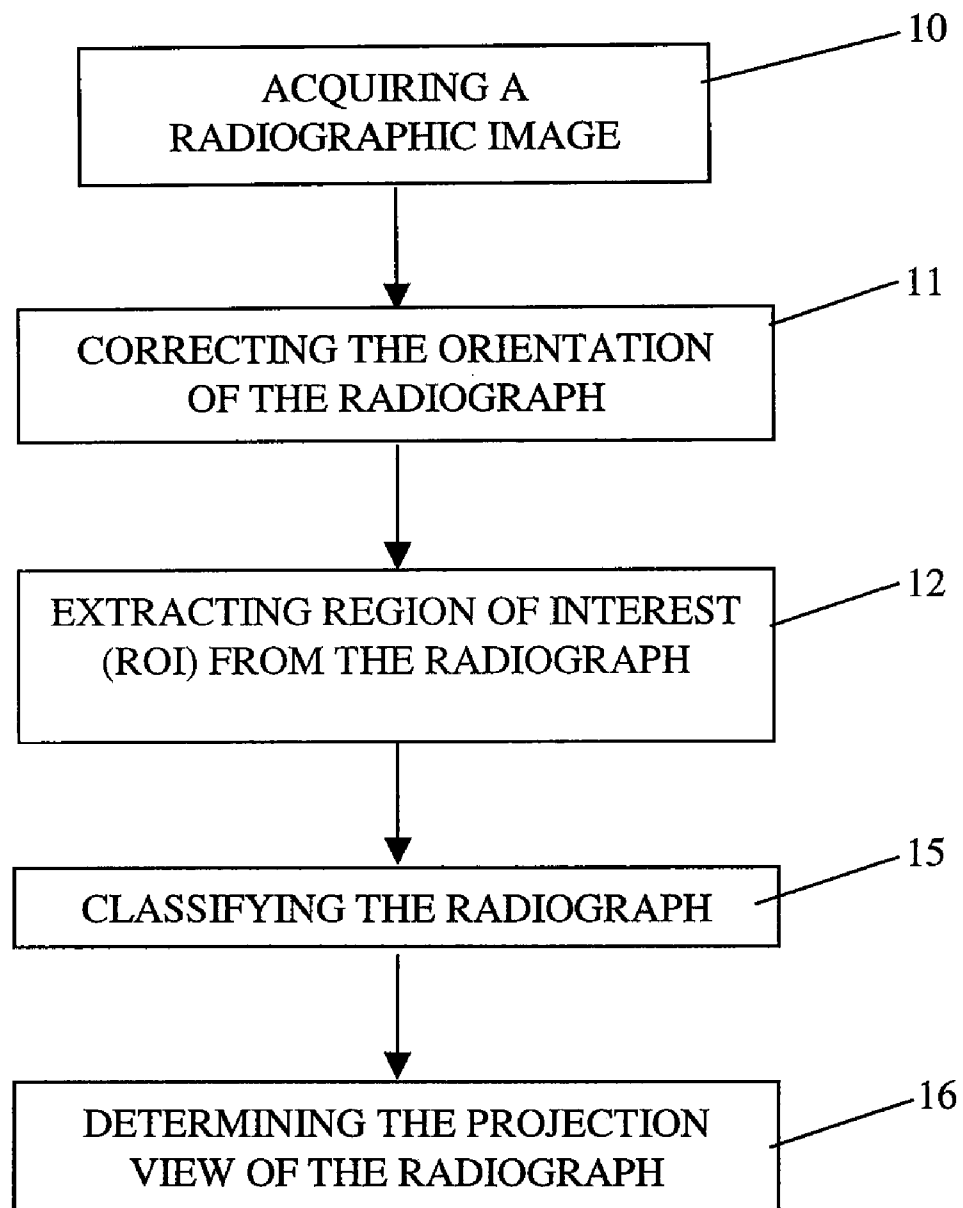 10
ACQUIRING A
RADIOGRAPHIC IMAGE
11
CORRECTING THE ORIENTATION
OF THE RADIOGRAPH
12
EXTRACTING REGION OF INTEREST
(ROI) FROM THE RADIOGRAPH
15
CLASSIFYING THE RADIOGRAPH
16
DETERMINING THE PROJECTION
VIEW OF THE RADIOGRAPH